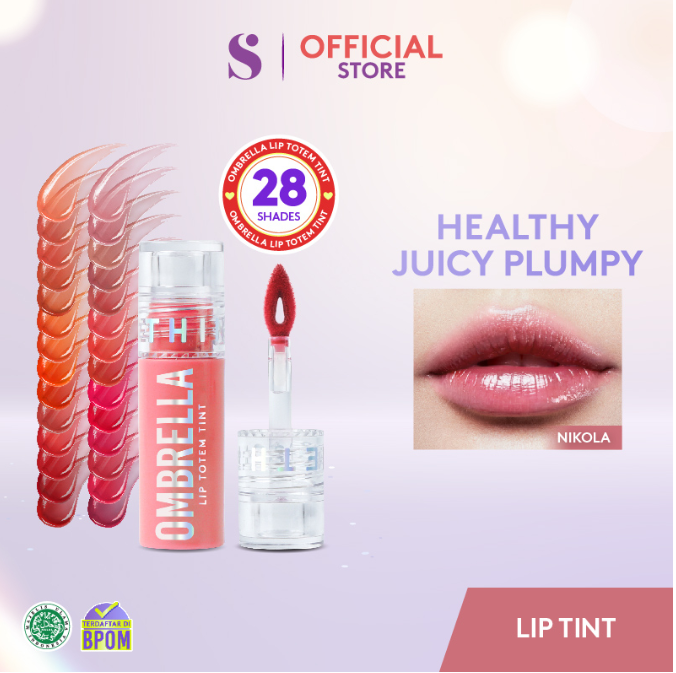 S
OFFICIAL
STORE
OMBRELLA LIP TOTEM TINT
28
SHADES
OMBRELLA LIP TOTEM TINT
HEALTHY
JUICY PLUMPY
OMBRELLA
LIP TOTEM TINT
NIKOLA
TERDAFTAR DI
BPOM
LIP TINT